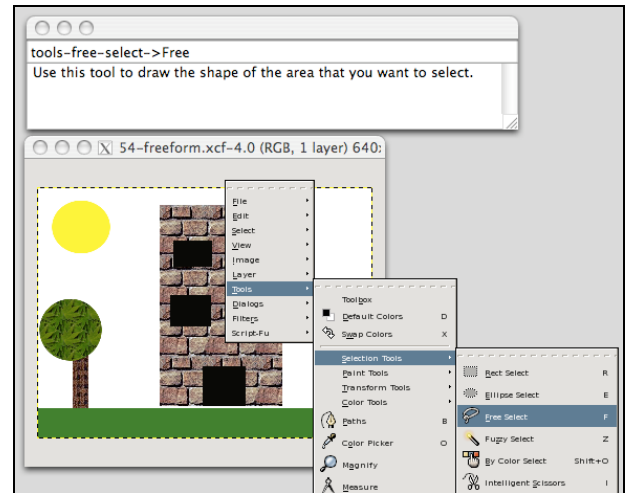 tools-free-select->Free
Use this tool to draw the shape of the area that you want to select.
X 54-freeform.xcf-4.0 (RGB, 1 layer) 640:
File
Edit
Select
View
Image
Layer
Tools
Dialogs
Filters
Script-Fu
Toolbox
Default Colors D
Swap Colors X
Selection Tools
Paint Tools
Transform Tools
Color Tools
Paths B
Color Picker O
Magnify
Measure
Rect Select R
Ellipse Select E
Free Select F
Fuzzy Select Z
By Color Select Shift+O
Intelligent Scissors I